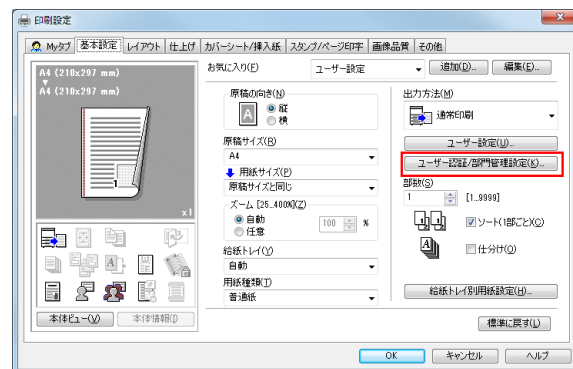 印刷設定
Myタブ 基本設定 レイアウト 仕上げ カバーシート/挿入紙 スタンプ/ページ印字 画像品質 その他
A4 (210x297 mm)
A4 (210x297 mm)
1
x1
本体ビュー(V) 本体情報(I)
お気に入り(F) ユーザー設定 追加(D)... 編集(E)...
原稿の向き(N)
A
縦
横
原稿サイズ(R)
A4
用紙サイズ(P)
原稿サイズと同じ
ズーム [25..400%](Z)
自動
任意
100 %
給紙トレイ(Y)
自動
用紙種類(T)
普通紙
出力方法(M)
通常印刷
ユーザー設定(U)...
ユーザー認証/部門管理設定(K)...
部数(S)
1 [1..9999]
ソート(1部ごと)(C)
仕分け(O)
給紙トレイ別用紙設定(H)...
標準に戻す(L)
OK キャンセル ヘルプ